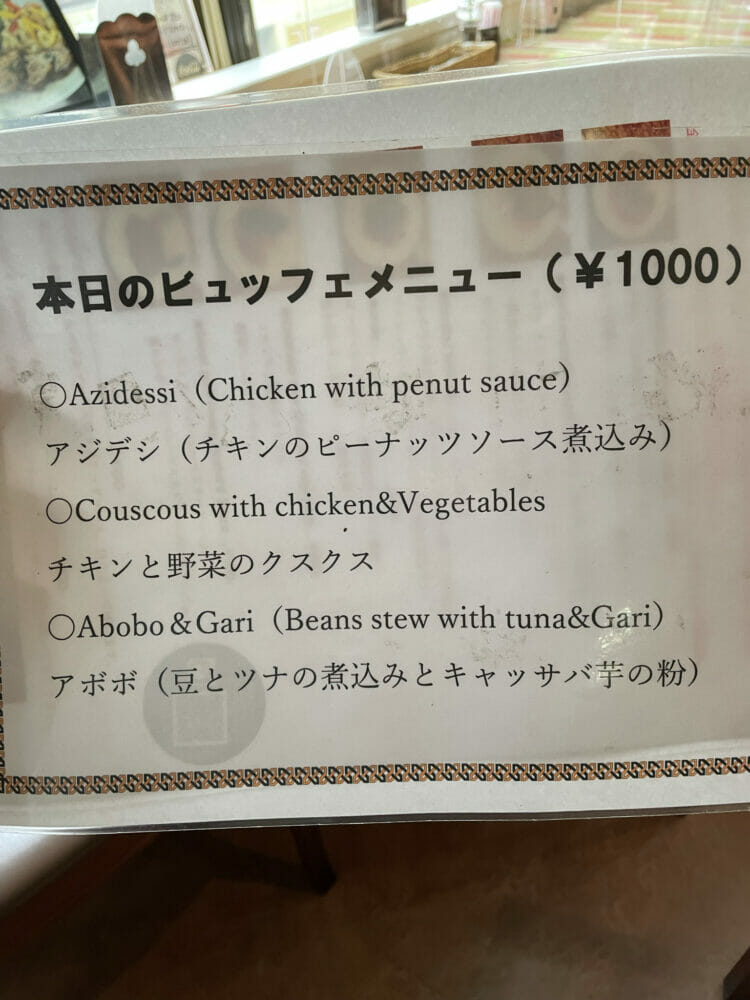 本日のビュッフェメニュー（￥1000）
○Azidessi（Chicken with penut sauce）
アジデシ（チキンのピーナッツソース煮込み）
○Couscous with chicken&Vegetables
チキンと野菜のクスクス
○Abobo＆Gari（Beans stew with tuna&Gari）
アボボ（豆とツナの煮込みとキャッサバ芋の粉）